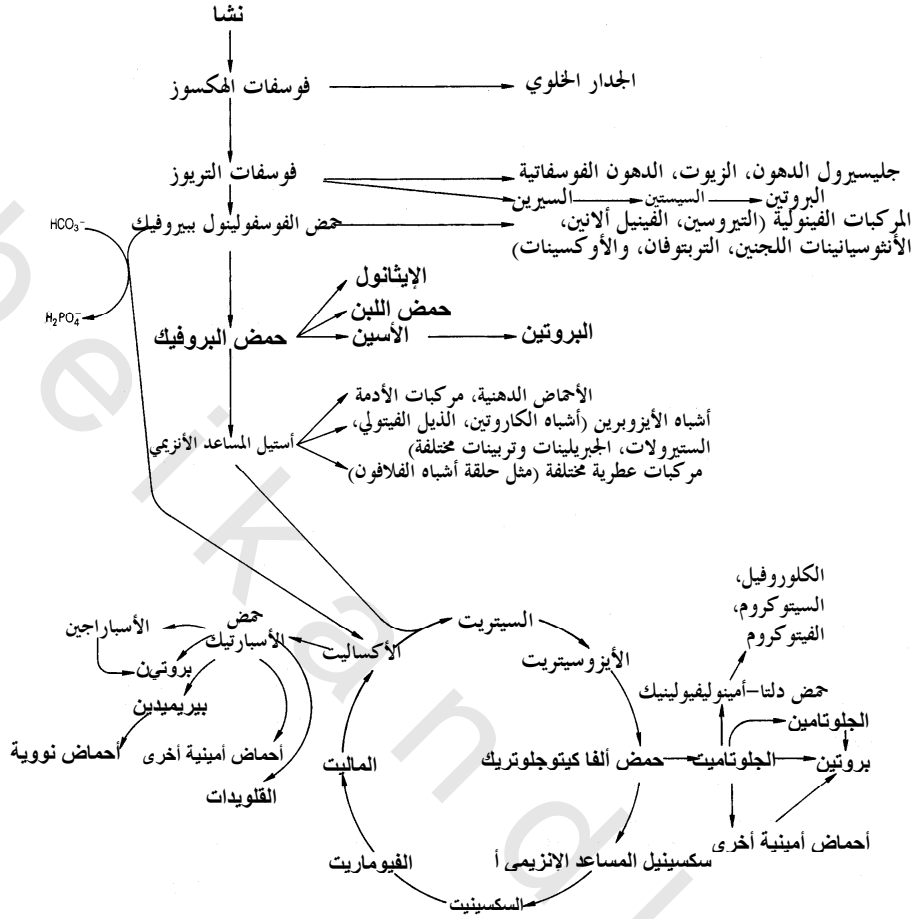 نشا
فوسفات الهكسوز
الجدار الخلوي
فوسفات التريوز
جليسيرول الدهون، الزيوت، الدهون الفوسفاتية
السيرين
السيستين
البروتين
HCO₃⁻
حمض الفوسفولينول ببيروفيك
المركبات الفينولية (التيروسين، الفينيل ألانين،
الأنثوسيانينات اللجنين، التربتوفان، والأوكسينات)
H₂PO₄⁻
الإيثانول
حمض اللبن
حمض البروفيك
الأسين
البروتين
الأحماض الدهنية، مركبات الأدمة
أشباه الأيزوبرين (أشباه الكاروتين، الذيل الفيتولي،
أستيل المساعد الأنزيمي
الستيرولات، الجبريلينات وتربينات مختلفة)
مركبات عطرية مختلفة (مثل حلقة أشباه الفلافون)
الكلوروفيل،
السيتوكروم،
الفيتوكروم
السيتريت
حمض
الأسبارتيك
الأسباراجين
الأكساليت
الأيزوسيتريت
بروتين
حمض دلتا-أمينوليفيولينيك
بيريميدين
الجلوتامين
أحماض نووية
أحماض أمينية أخرى
الماليت
حمض ألفا كيتوجلوتريك
الجلوتاميت
بروتين
القلويدات
أحماض أمينية أخرى
الفيوماريت
سكسينيل المساعد الإنزيمى أ
السكسينيت
beikandl